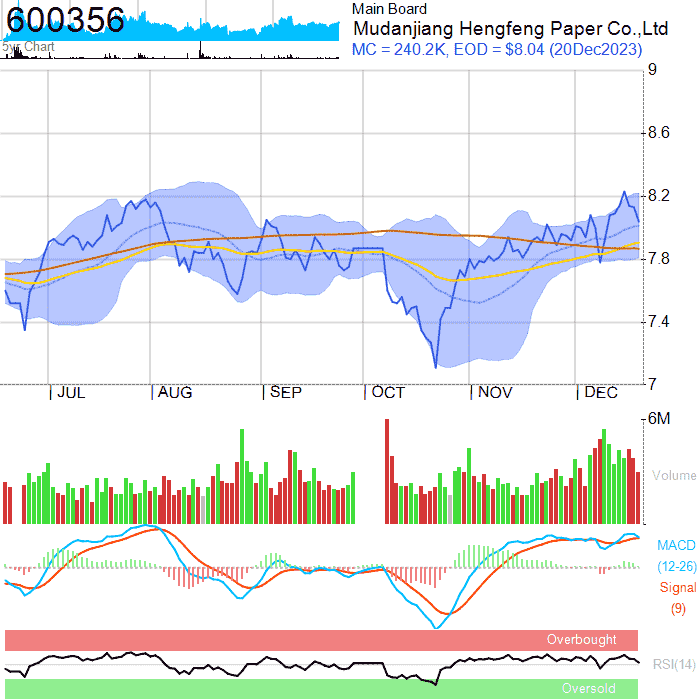 600356
5yr Chart
Main Board
Mudanjiang Hengfeng Paper Co.,Ltd
MC = 240.2K, EOD = $8.04 (20Dec2023)
9
8.6
8.2
7.8
7.4
7
JUL AUG SEP OCT NOV DEC
6M
Volume
MACD
(12-26)
Signal
(9)
Overbought
RSI(14)
Oversold